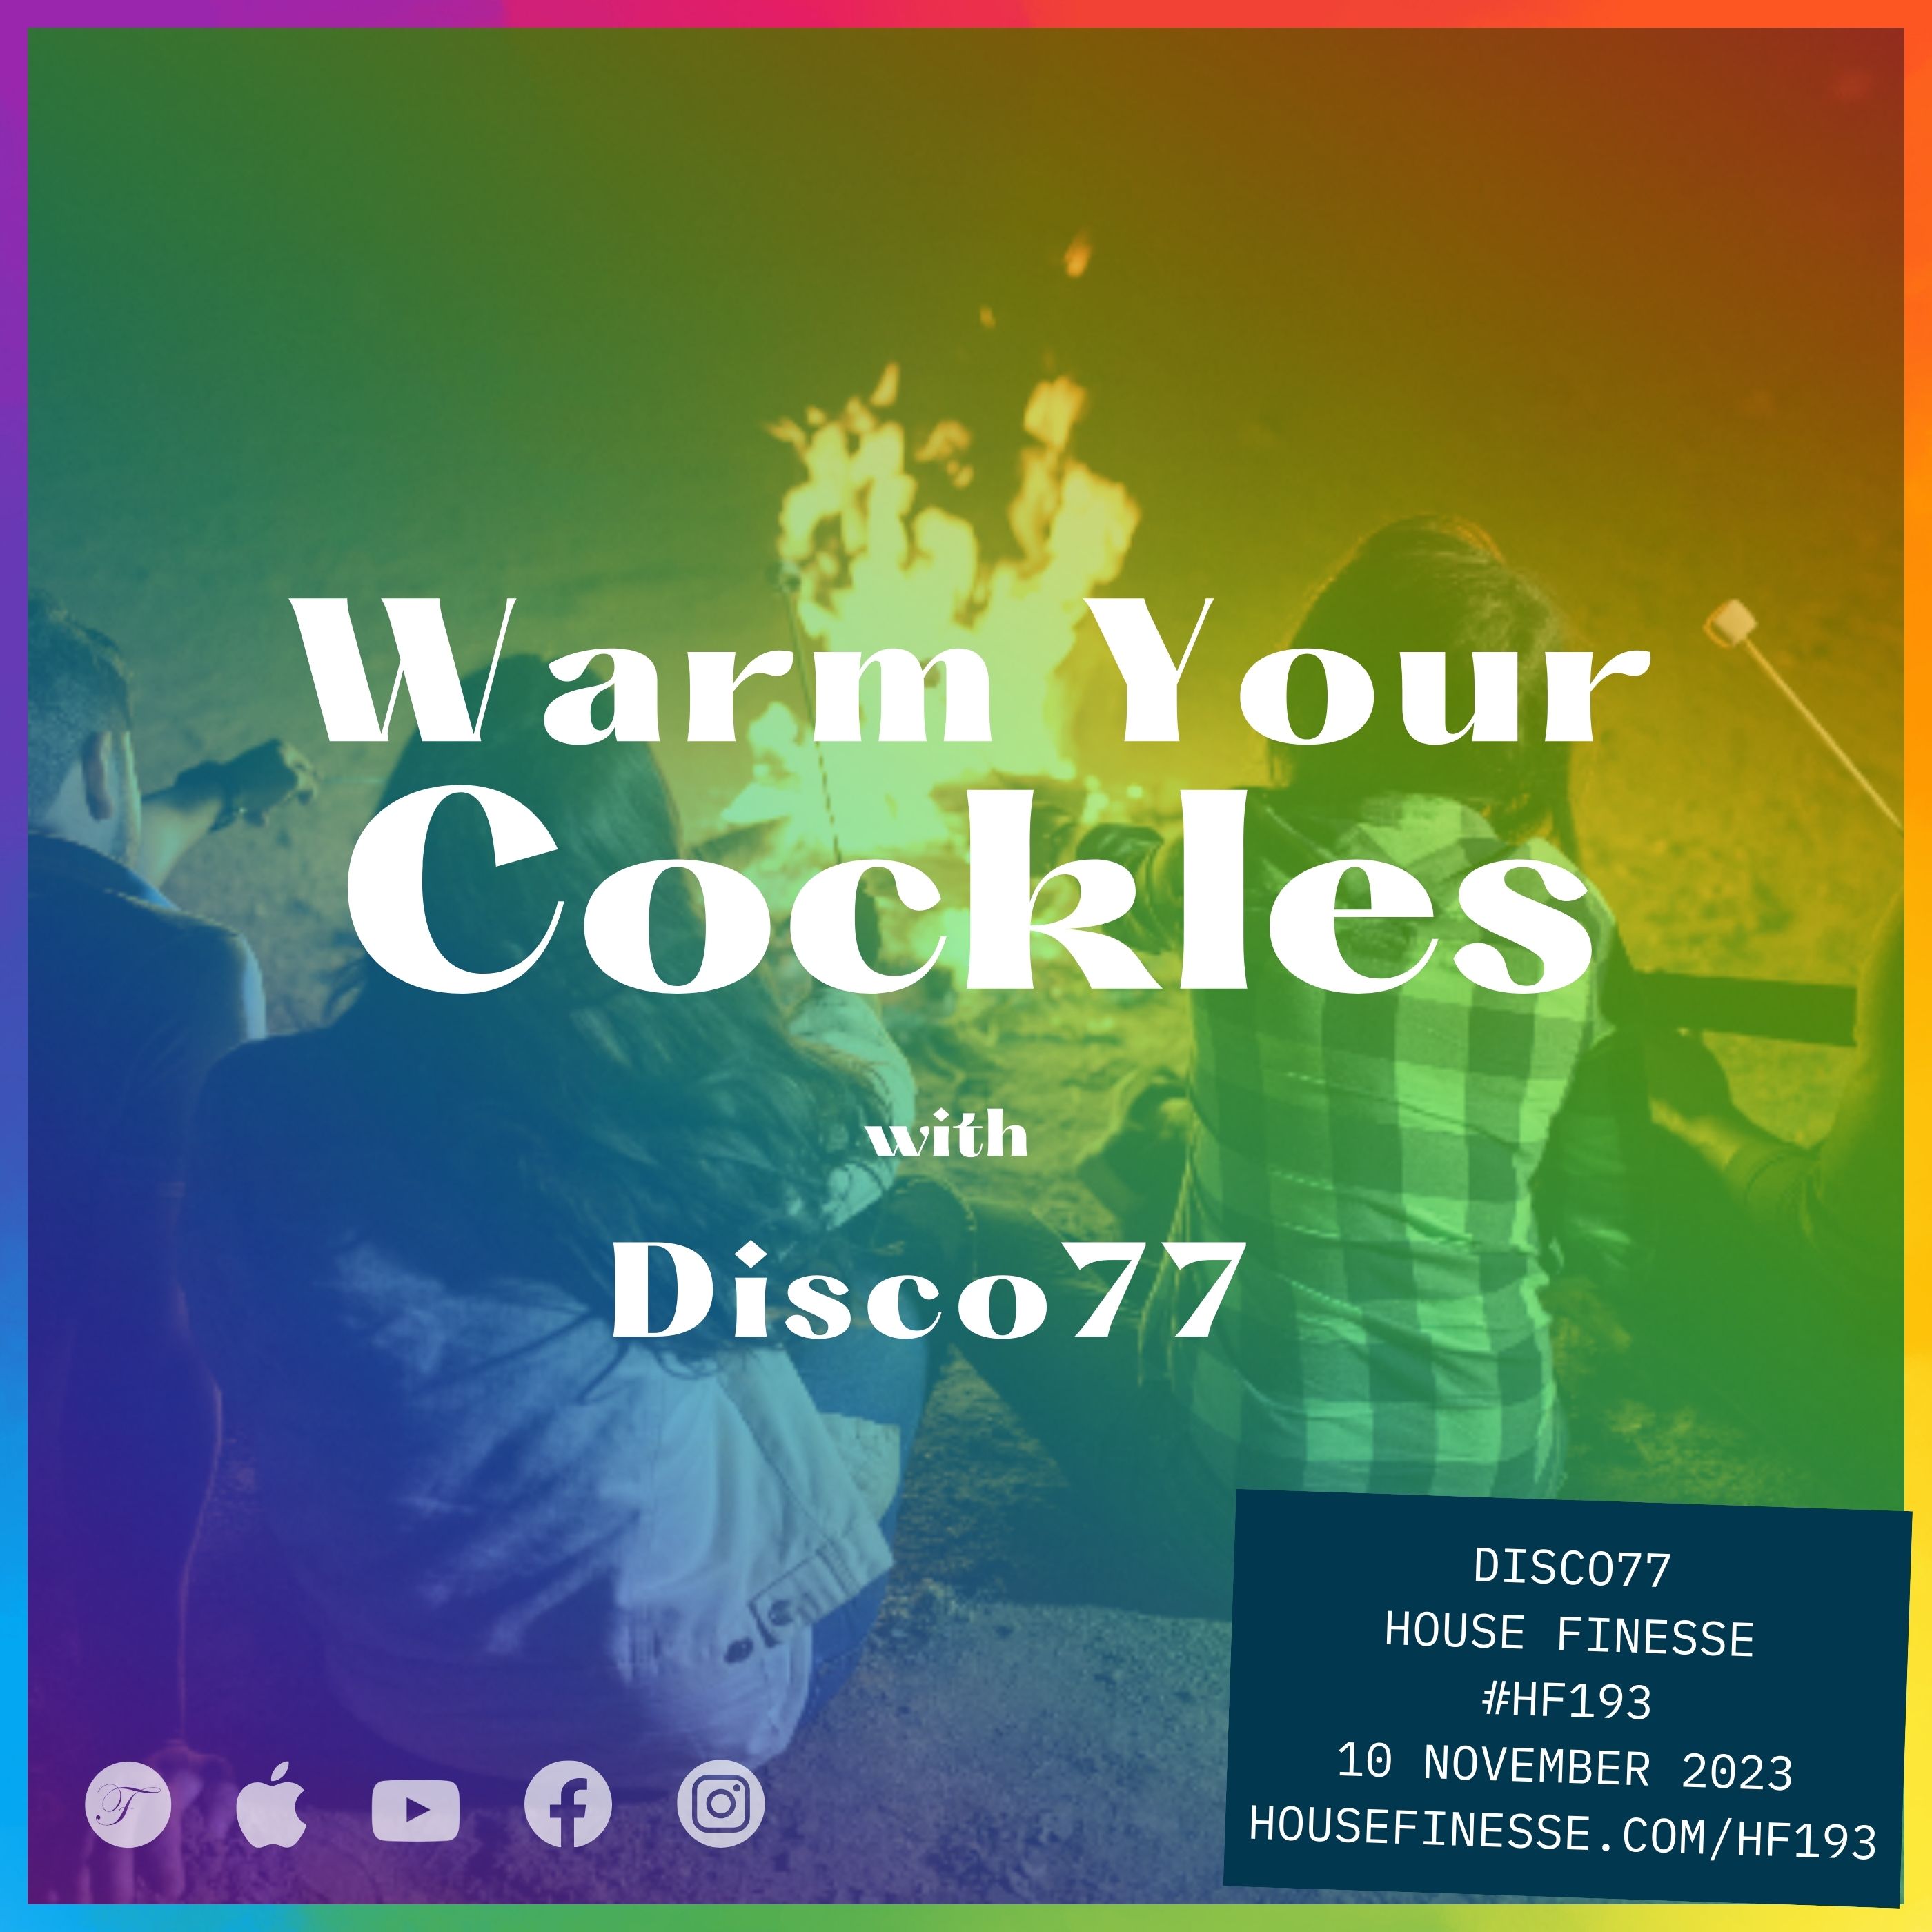 Warm Your
Cockles
with
Disco77
DISCO77
HOUSE FINESSE
#HF193
10 NOVEMBER 2023
HOUSEFINESSE.COM/HF193
F